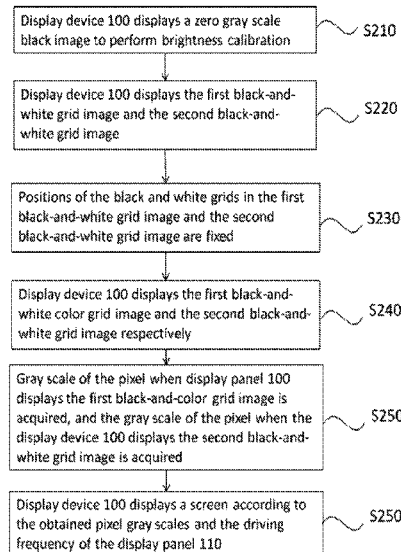 Display device 100 displays a zero gray scale
black image to perform brightness calibration
S210
Display device 100 displays the first black-and-
white grid image and the second black-and-
white grid image
S220
Positions of the black and white grids in the first
black-and-white grid image and the second
black-and-white grid image are fixed
S230
Display device 100 displays the first black-and-
white color grid image and the second black-and-
white grid image respectively
S240
Gray scale of the pixel when display panel 100
displays the first black-and-color grid image is
acquired, and the gray scale of the pixel when the
display device 100 displays the second black-and-
white grid image is acquired
S250
Display device 100 displays a screen according to
the obtained pixel gray scales and the driving
frequency of the display panel 110
S250